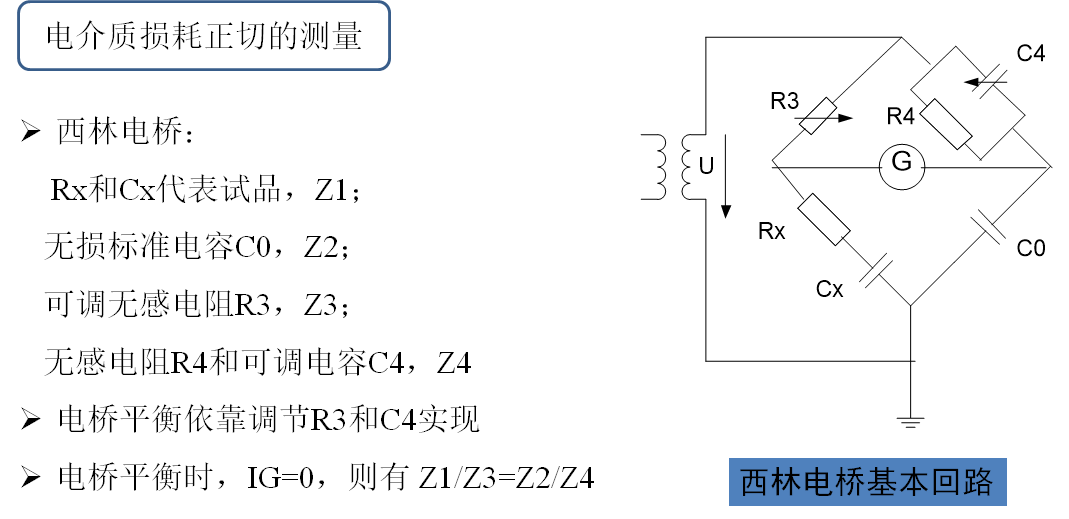 电介质损耗正切的测量
➢ 西林电桥：
Rx和Cx代表试品，Z1；
无损标准电容C0，Z2；
可调无感电阻R3，Z3；
无感电阻R4和可调电容C4，Z4
➢ 电桥平衡依靠调节R3和C4实现
➢ 电桥平衡时，IG=0，则有 Z1/Z3=Z2/Z4
C4
R3
R4
U
G
Rx
C0
Cx
西林电桥基本回路